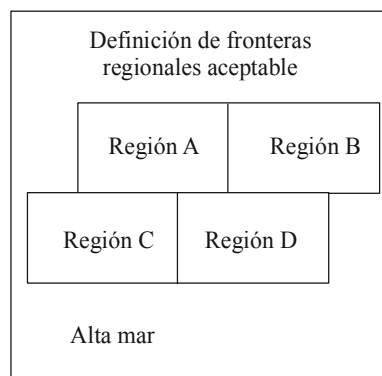 Definición de fronteras
regionales aceptable
Región A
Región B
Región C
Región D
Alta mar